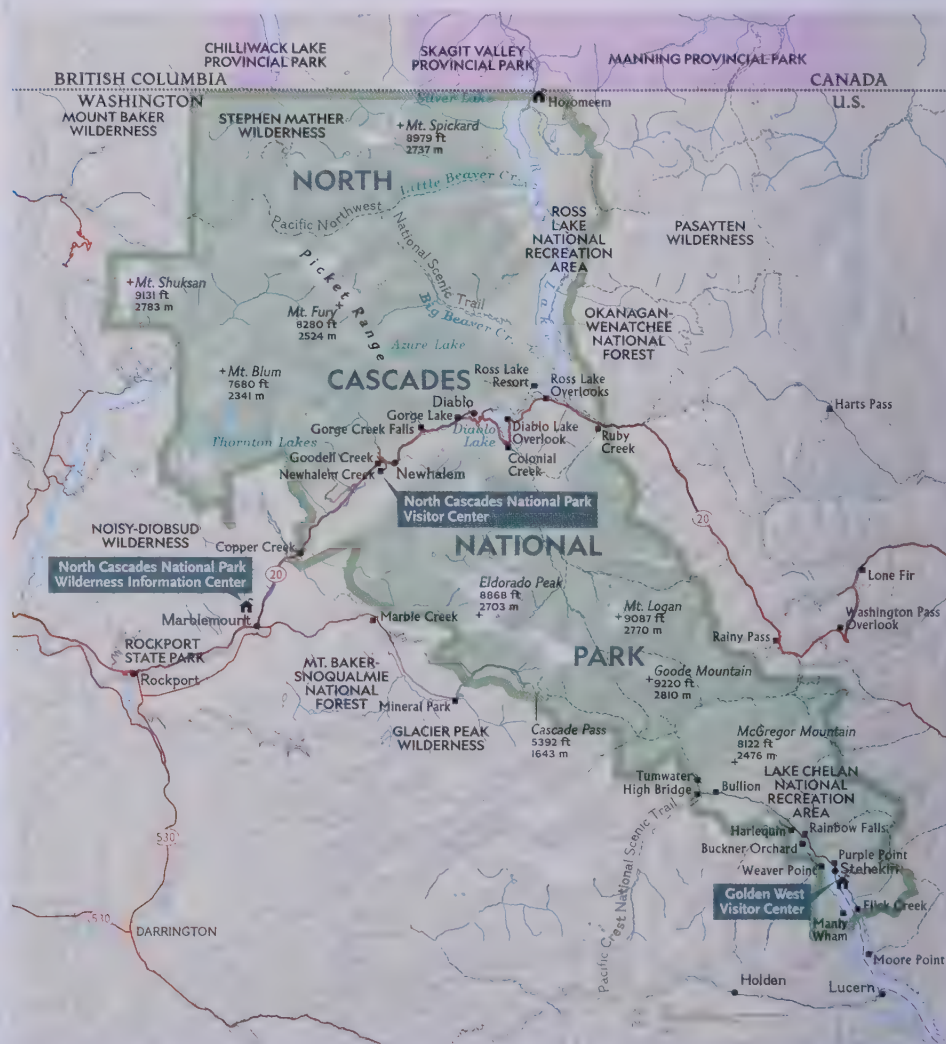 CHILLIWACK LAKE
PROVINCIAL PARK
SKAGIT VALLEY
PROVINCIAL PARK
MANNING PROVINCIAL PARK
BRITISH COLUMBIA
CANADA
WASHINGTON
U.S.
MOUNT BAKER
WILDERNESS
STEPHEN MATHER
WILDERNESS
Silver Lake
Hozomeen
+Mt. Spickard
8979 ft
2737 m
NORTH
Little Beaver Cr.
Pacific Northwest
National Scenic Trail
ROSS
LAKE
NATIONAL
RECREATION
AREA
PASAYTEN
WILDERNESS
Picket Range
+Mt. Shuksan
9131 ft
2783 m
Mt. Fury
8280 ft
2524 m
Big Beaver Cr.
Lake
OKANAGAN-
WENATCHEE
NATIONAL
FOREST
Azure Lake
+Mt. Blum
7680 ft
2341 m
CASCADES
Ross Lake
Resort
Ross Lake
Overlooks
Harts Pass
Diablo
Gorge Lake
Gorge Creek Falls
Diablo
Lake
Diablo Lake
Overlook
Ruby
Creek
Thornton Lakes
Colonial
Creek
Goodell Creek
Newhalem Creek
Newhalem
North Cascades National Park
Visitor Center
20
NOISY-DIOBSUD
WILDERNESS
Copper Creek
NATIONAL
North Cascades National Park
Wilderness Information Center
20
Lone Fir
Eldorado Peak
8868 ft
2703 m
+
Mt. Logan
+9087 ft
2770 m
Marblemount
Marble Creek
Washington Pass
Overlook
Rainy Pass
ROCKPORT
STATE PARK
Rockport
PARK
MT. BAKER-
SNOQUALMIE
NATIONAL
FOREST
+Goode Mountain
9220 ft
2810 m
Mineral Park
GLACIER PEAK
WILDERNESS
Cascade Pass
5392 ft
1643 m
McGregor Mountain
8122 ft
+2476 m
Tumwater
High Bridge
Bullion
LAKE CHELAN
NATIONAL
RECREATION
AREA
Pacific Crest National Scenic Trail
530
Harlequin
Rainbow Falls
Buckner Orchard
Purple Point
Weaver Point
Stehekin
Golden West
Visitor Center
Flick Creek
Manly
Wham
530
DARRINGTON
Moore Point
Holden
Lucern